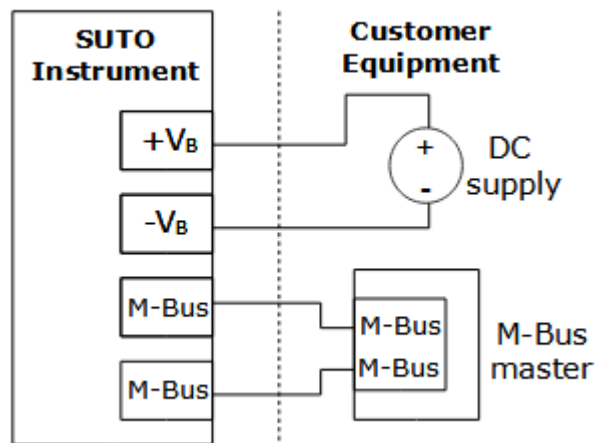 SUTO
Instrument
+VB
-VB
M-Bus
M-Bus
Customer
Equipment
+
-
DC
supply
M-Bus
M-Bus
M-Bus
master